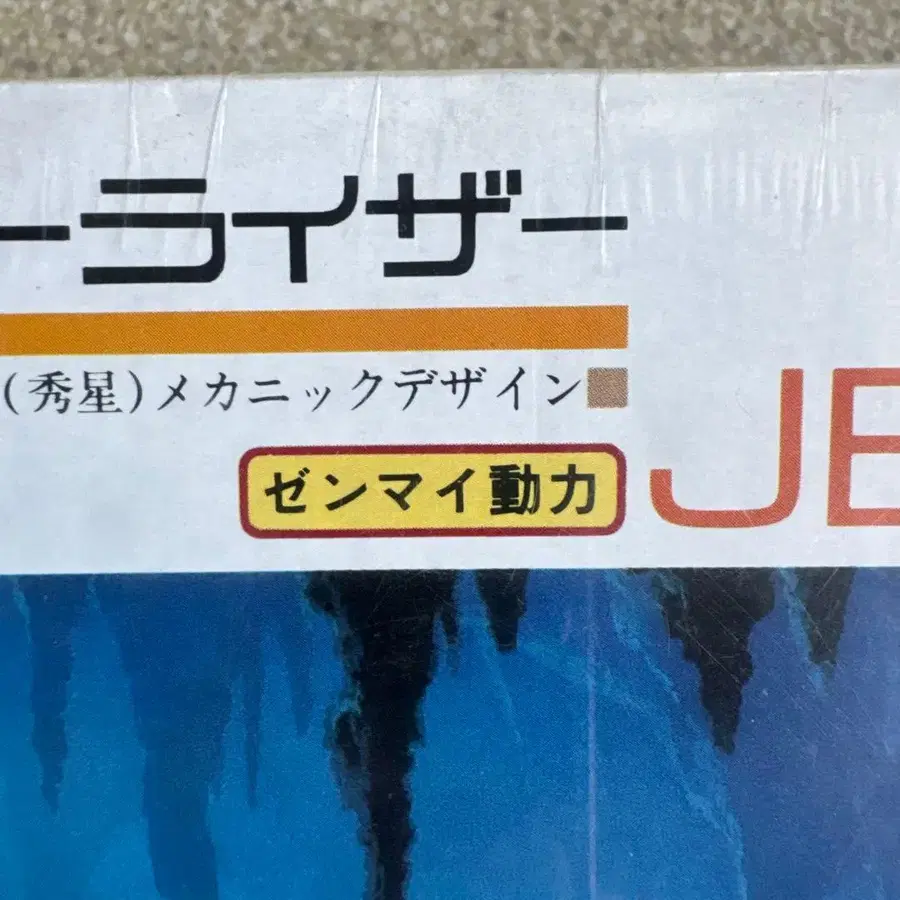 ーライザー
(秀星)メカニックデザイン
ゼンマイ動力
JE